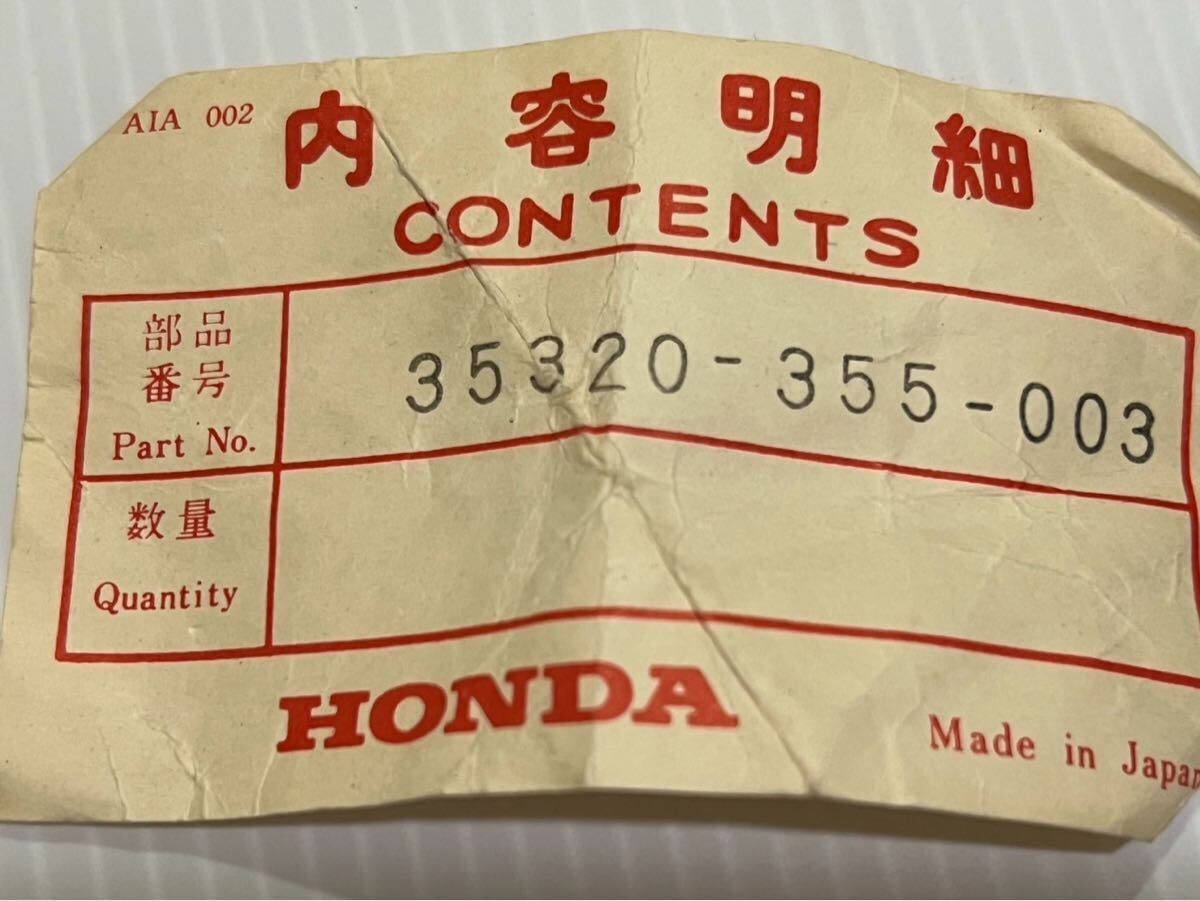 AIA 002
内容明細
CONTENTS
部品
番号
Part No.
35320-355-003
数量
Quantity
HONDA
Made in Japan